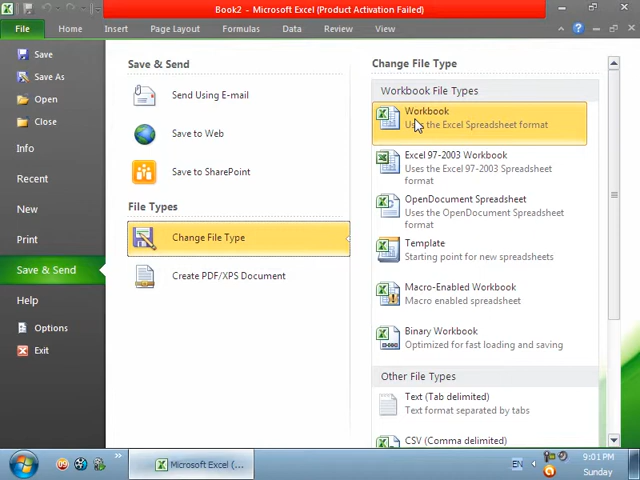 Book2 - Microsoft Excel (Product Activation Failed)
File Home Insert Page Layout Formulas Data Review View
Save
Save As
Open
Close
Info
Recent
New
Print
Save & Send
Help
Options
Exit
Save & Send
Send Using E-mail
Save to Web
Save to SharePoint
File Types
Change File Type
Create PDF/XPS Document
Change File Type
Workbook File Types
Workbook
Uses the Excel Spreadsheet format
Excel 97-2003 Workbook
Uses the Excel 97-2003 Spreadsheet
format
OpenDocument Spreadsheet
Uses the OpenDocument Spreadsheet
format
Template
Starting point for new spreadsheets
Macro-Enabled Workbook
Macro enabled spreadsheet
Binary Workbook
Optimized for fast loading and saving
Other File Types
Text (Tab delimited)
Text format separated by tabs
CSV (Comma delimited)
Microsoft Excel (...
EN
9:01 PM
Sunday